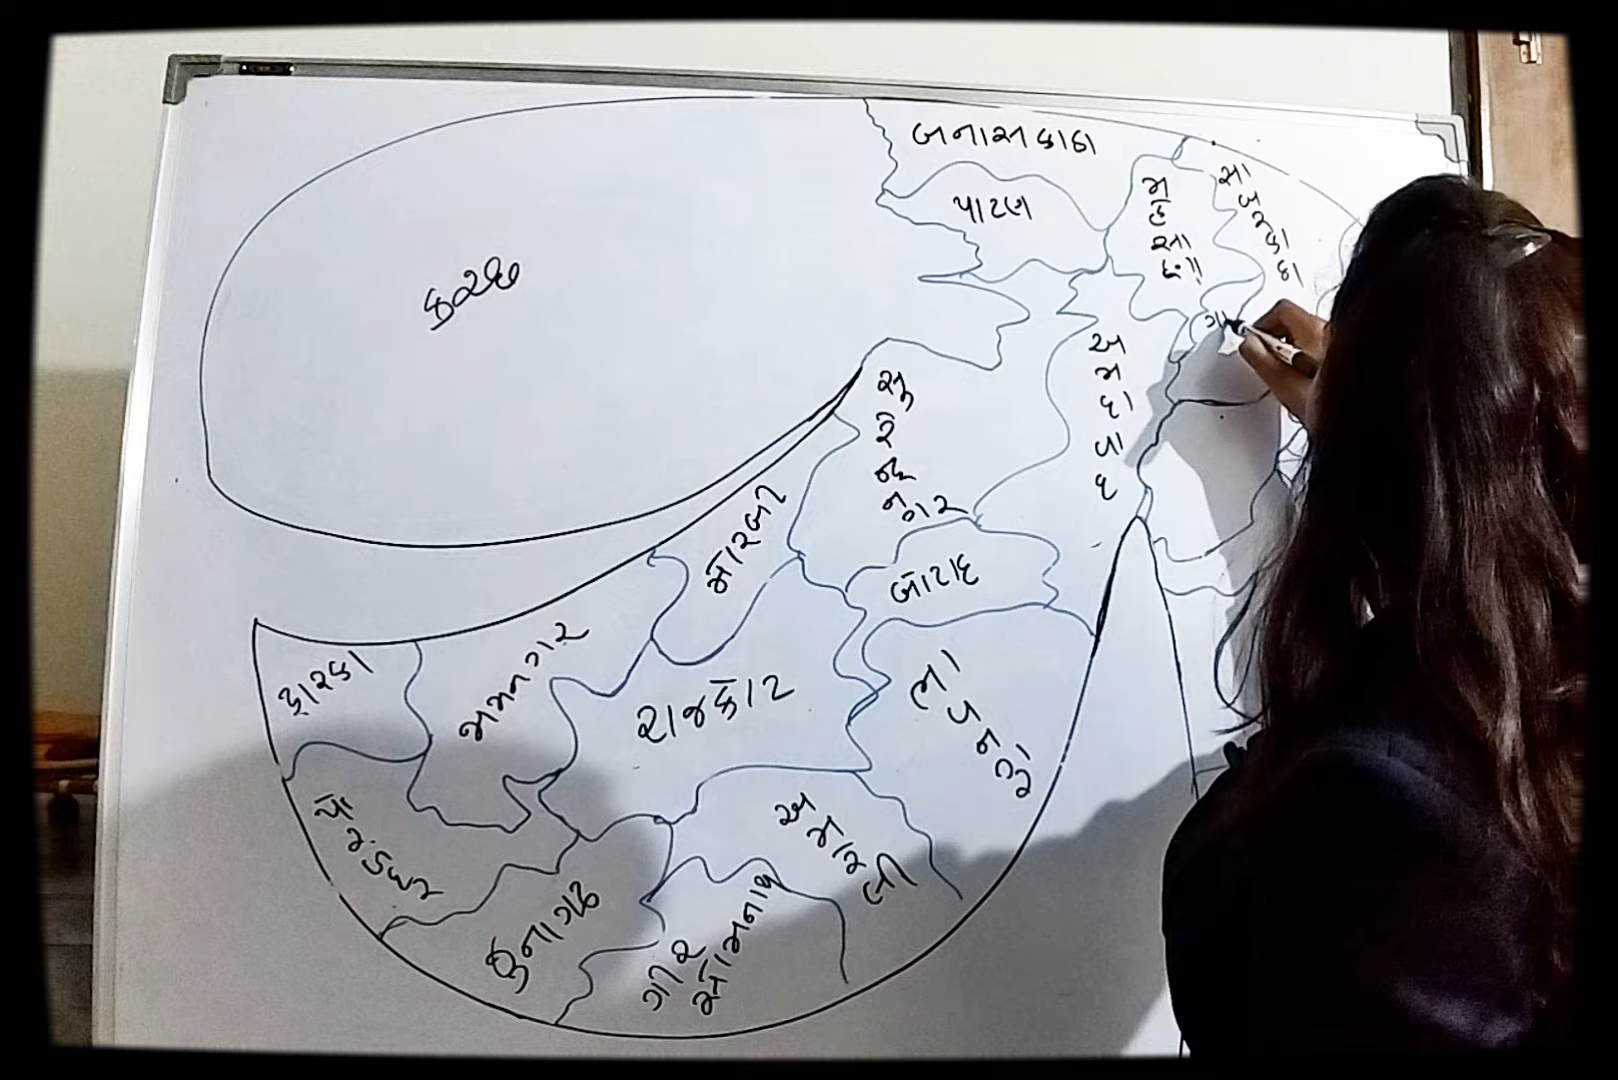 બનાસકાંઠા
પાટણ
મહેસાણા
સાબરકાંઠા
કચ્છ
ગા
અમદાવાદ
સુરેન્દ્રનગર
મોરબી
બોટાદ
દ્વારકા
જામનગર
રાજકોટ
ભાવનગર
પોરબંદર
અમરેલી
જુનાગઢ
ગીર
સોમનાથ